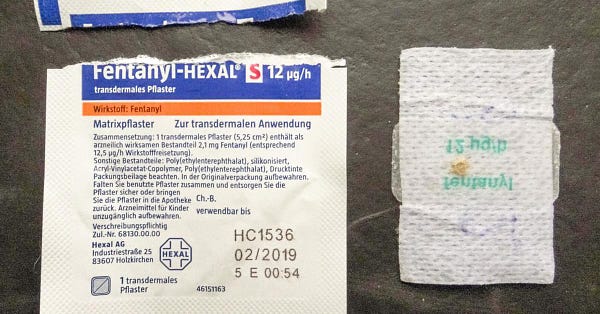 Fentanyl-HEXAL® S 12 µg/h
transdermales Pflaster
Wirkstoff: Fentanyl
Matrixpflaster Zur transdermalen Anwendung
Zusammensetzung: 1 transdermales Pflaster (5,25 cm²) enthält als
arzneilich wirksamen Bestandteil 2,1 mg Fentanyl (entsprechend
12,5 µg/h Wirkstofffreisetzung).
Sonstige Bestandteile: Poly(ethylenterephthalat), silikonisiert,
Acryl-Vinylacetat-Copolymer, Poly(ethylenterephthalat), Drucktinte
Packungsbeilage beachten. In der Originalverpackung aufbewahren.
Falten Sie benutzte Pflaster zusammen und entsorgen Sie die
Pflaster sicher oder bringen
Sie die Pflaster in die Apotheke
zurück. Arzneimittel für Kinder
unzugänglich aufbewahren.
Ch.-B.
verwendbar bis
Verschreibungspflichtig
Zul.-Nr. 68130.00.00
Hexal AG
Industriestraße 25
83607 Holzkirchen
HEXAL
HC1536
02/2019
5 E 00:54
1 transdermales
Pflaster
46151163
12 µg/h
fentanyl